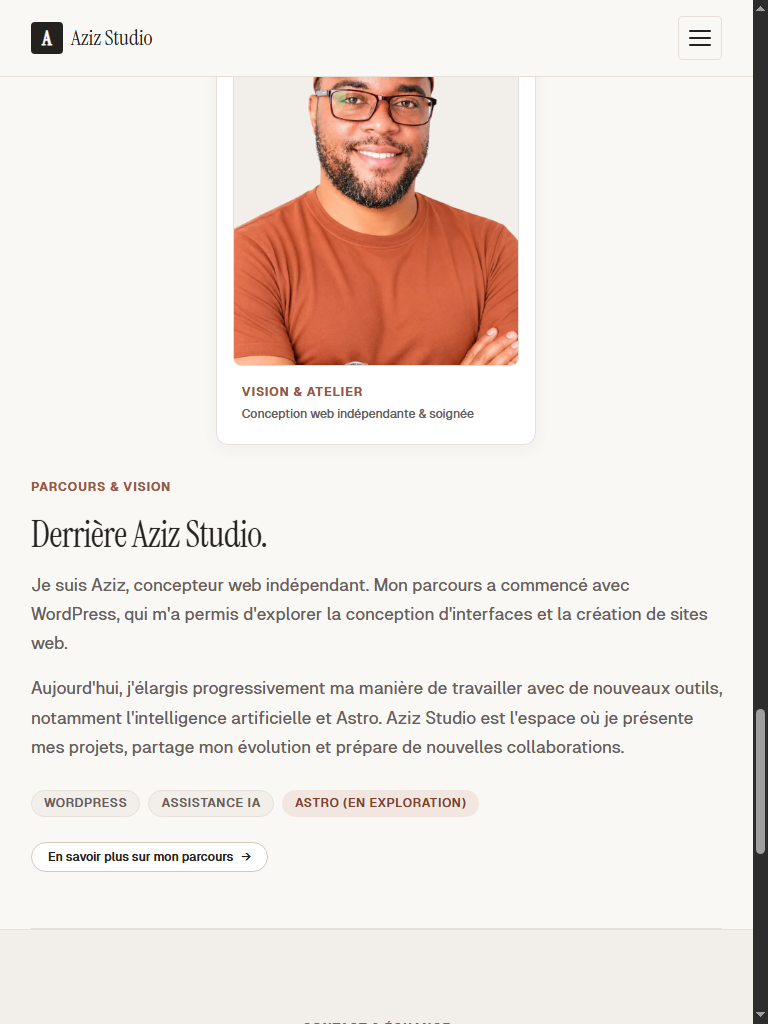 A Aziz Studio
VISION & ATELIER
Conception web indépendante & soignée
PARCOURS & VISION
Derrière Aziz Studio.
Je suis Aziz, concepteur web indépendant. Mon parcours a commencé avec
WordPress, qui m'a permis d'explorer la conception d'interfaces et la création de sites
web.
Aujourd'hui, j'élargis progressivement ma manière de travailler avec de nouveaux outils,
notamment l'intelligence artificielle et Astro. Aziz Studio est l'espace où je présente
mes projets, partage mon évolution et prépare de nouvelles collaborations.
WORDPRESS ASSISTANCE IA ASTRO (EN EXPLORATION)
En savoir plus sur mon parcours →